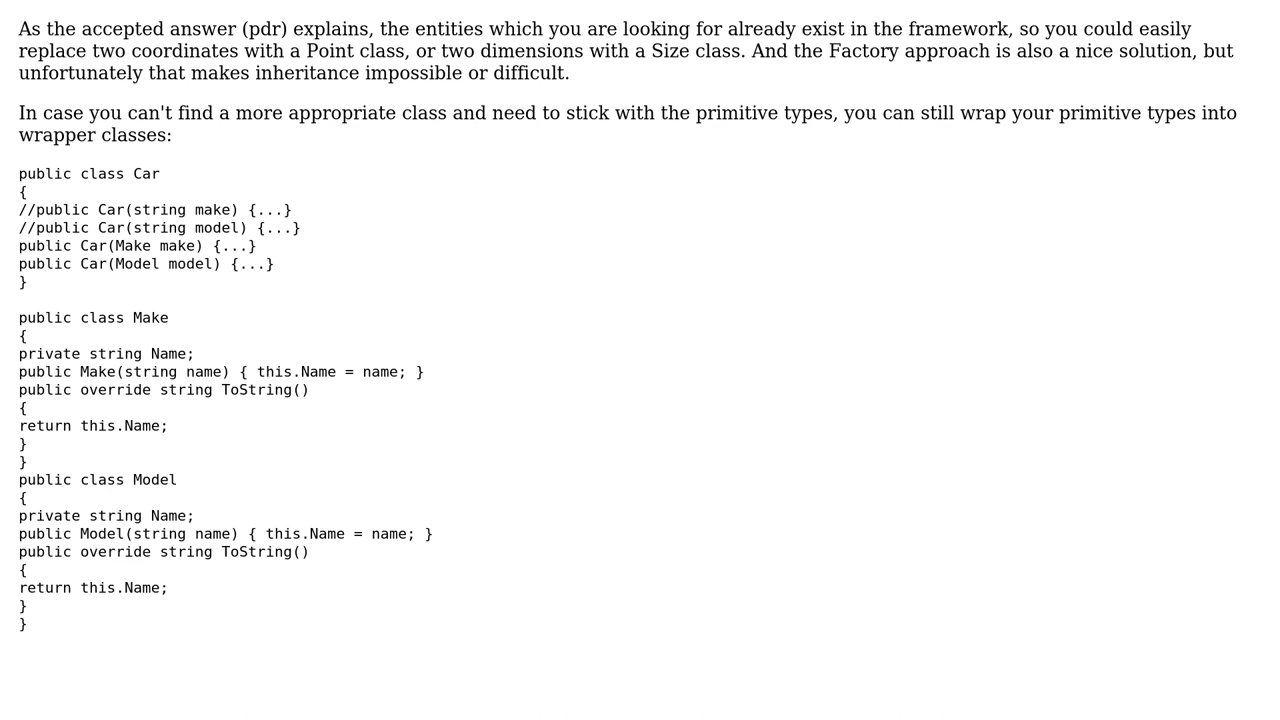 As the accepted answer (pdr) explains, the entities which you are looking for already exist in the framework, so you could easily
replace two coordinates with a Point class, or two dimensions with a Size class. And the Factory approach is also a nice solution, but
unfortunately that makes inheritance impossible or difficult.
In case you can't find a more appropriate class and need to stick with the primitive types, you can still wrap your primitive types into
wrapper classes:
public class Car
{
//public Car(string make) {...}
//public Car(string model) {...}
public Car(Make make) {...}
public Car(Model model) {...}
}
public class Make
{
private string Name;
public Make(string name) { this.Name = name; }
public override string ToString()
{
return this.Name;
}
}
public class Model
{
private string Name;
public Model(string name) { this.Name = name; }
public override string ToString()
{
return this.Name;
}
}